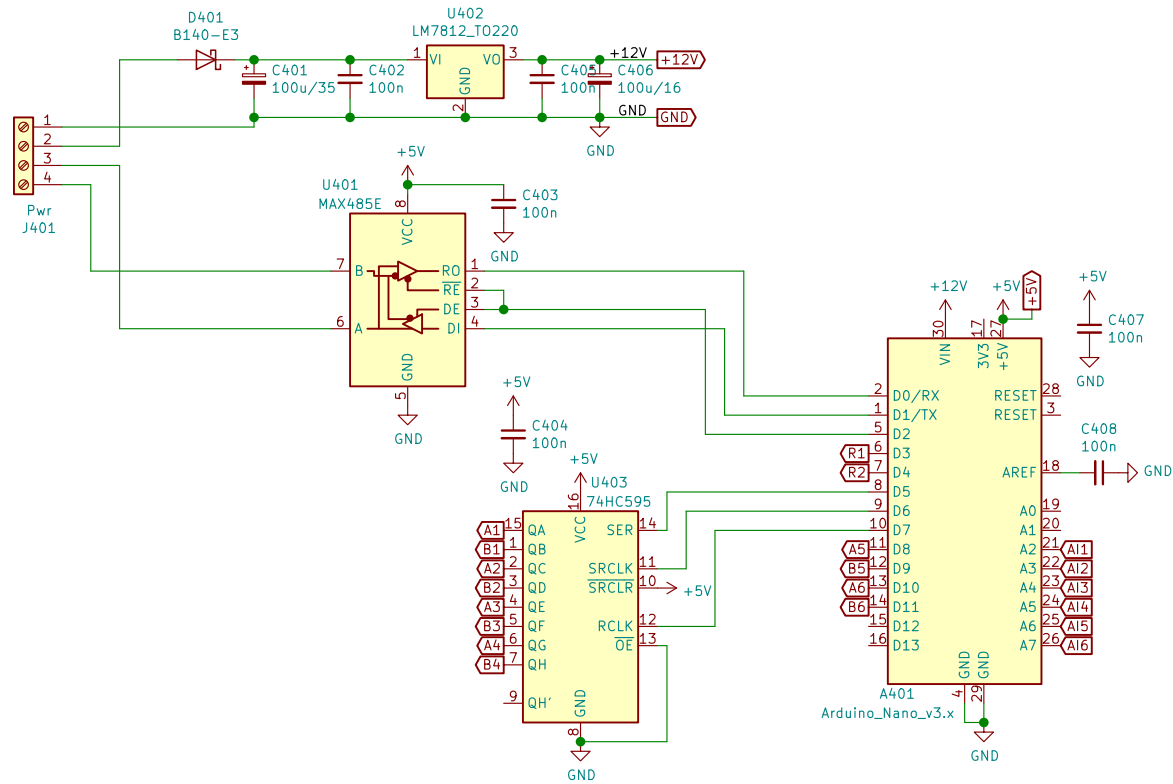 D401
B140-E3
U402
LM7812_TO220
1
VI
VO
3
GND
2
C401
100u/35
C402
100n
C405
100n
C406
100u/16
+12V
+12V
GND
GND
GND
1
2
3
4
Pwr
J401
+5V
U401
MAX485E
8
VCC
C403
100n
GND
7
B
RO
1
RE
2
DE
3
6
A
DI
4
GND
5
GND
+5V
C404
100n
GND
+5V
U403
74HC595
16
VCC
A1
15
QA
SER
14
B1
1
QB
A2
2
QC
SRCLK
11
B2
3
QD
SRCLR
10
+5V
A3
4
QE
B3
5
QF
RCLK
12
A4
6
QG
OE
13
B4
7
QH
9
QH'
GND
8
GND
+12V
+5V
+5V
30
17
27
VIN
3V3
+5V
+5V
C407
100n
GND
2
D0/RX
RESET
28
1
D1/TX
RESET
3
5
D2
R1
6
D3
R2
7
D4
AREF
18
C408
100n
GND
8
D5
9
D6
A0
19
10
D7
A1
20
A5
11
D8
A2
21
AI1
B5
12
D9
A3
22
AI2
A6
13
D10
A4
23
AI3
B6
14
D11
A5
24
AI4
15
D12
A6
25
AI5
16
D13
A7
26
AI6
GND
GND
4
29
A401
Arduino_Nano_v3.x
GND